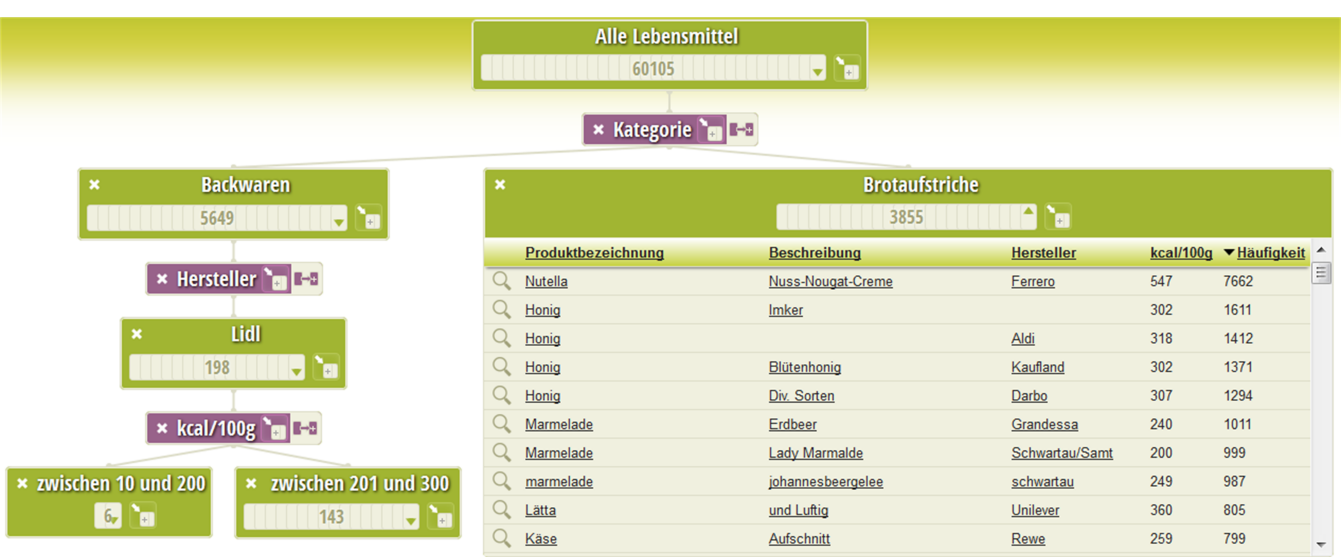 Alle Lebensmittel
60105
Kategorie
Backwaren
5649
Hersteller
Lidl
198
kcal/100g
zwischen 10 und 200
6
zwischen 201 und 300
143
Brotaufstriche
3855
Produktbezeichnung Beschreibung Hersteller kcal/100g Häufigkeit
Nutella Nuss-Nougat-Creme Ferrero 547 7662
Honig Imker 302 1611
Honig Aldi 318 1412
Honig Blütenhonig Kaufland 302 1371
Honig Div. Sorten Darbo 307 1294
Marmelade Erdbeer Grandessa 240 1011
Marmelade Lady Marmalde Schwartau/Samt 200 999
marmelade johannesbeergelee schwartau 249 987
Lätta und Luftig Unilever 360 805
Käse Aufschnitt Rewe 259 799